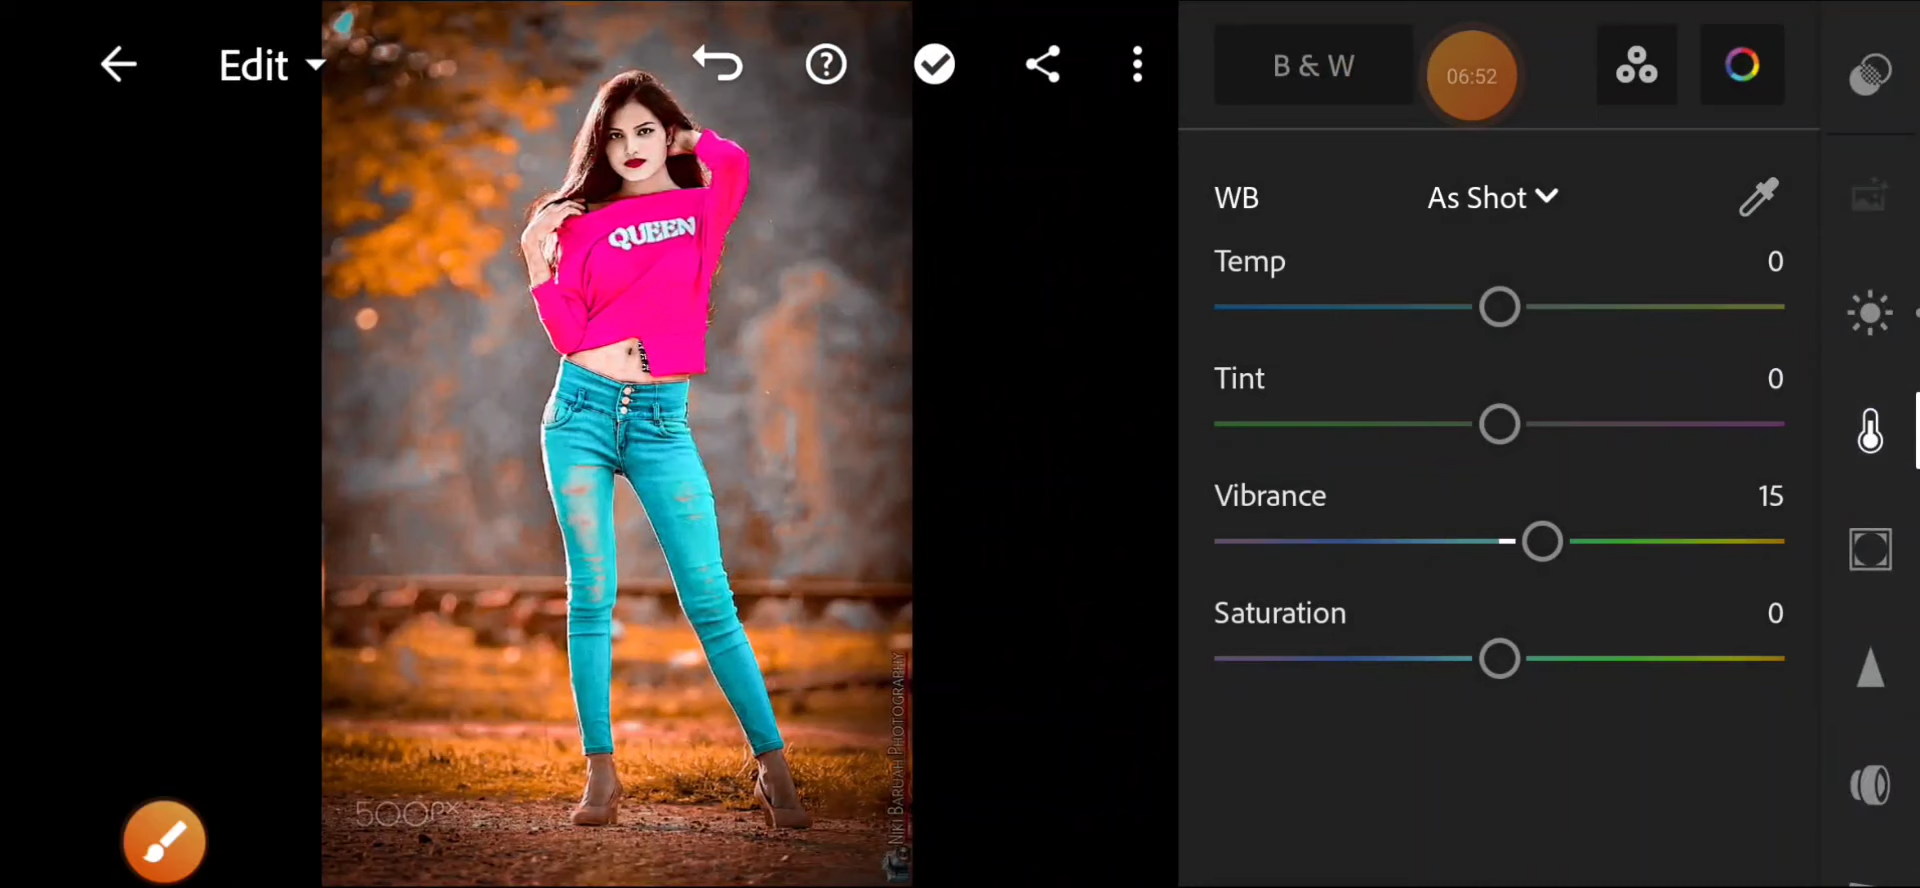 Edit
B & W
06:52
WB
As Shot
Temp
0
Tint
0
Vibrance
15
Saturation
0
QUEEN
500px
Niki Baruah Photography